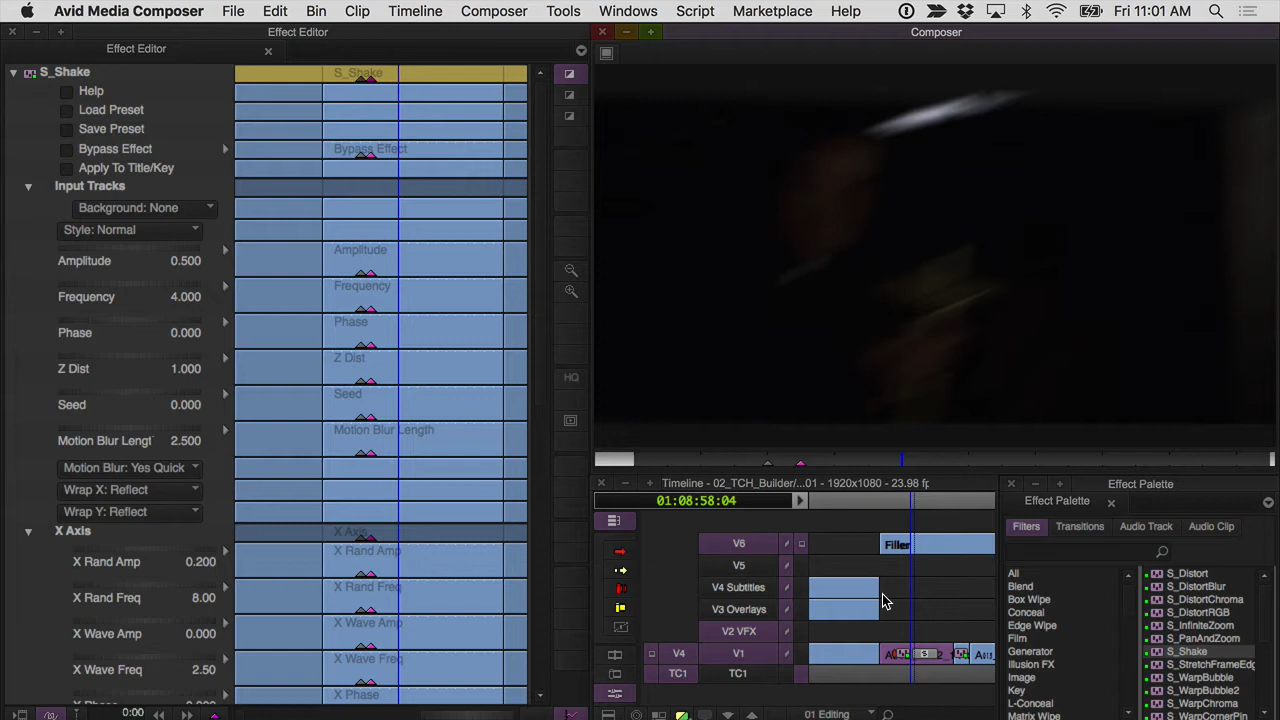 Avid Media Composer File Edit Bin Clip Timeline Composer Tools Windows Script Marketplace Help Fri 11:01 AM
Effect Editor
Effect Editor
S_Shake
Help
Load Preset
Save Preset
Bypass Effect
Apply To Title/Key
Input Tracks
Background: None
Style: Normal
Amplitude 0.500
Frequency 4.000
Phase 0.000
Z Dist 1.000
Seed 0.000
Motion Blur Lengt 2.500
Motion Blur: Yes Quick
Wrap X: Reflect
Wrap Y: Reflect
X Axis
X Rand Amp 0.200
X Rand Freq 8.00
X Wave Amp 0.000
X Wave Freq 2.50
0:00
S_Shake
Bypass Effect
Amplitude
Frequency
Phase
Z Dist
Seed
Motion Blur Length
X Axis
X Rand Amp
X Rand Freq
X Wave Amp
X Wave Freq
X Phase
HQ
Composer
Timeline - 02_TCH_Builder/...01 - 1920x1080 - 23.98 f
01:08:58:04
V6
Filler
V5
V4 Subtitles
V3 Overlays
V2 VFX
V4 V1
S
TC1 TC1
01 Editing
Effect Palette
Effect Palette
Filters Transitions Audio Track Audio Clip
All
Blend
Box Wipe
Conceal
Edge Wipe
Film
Generator
Illusion FX
Image
Key
L-Conceal
Matrix Wipe
S_Distort
S_DistortBlur
S_DistortChroma
S_DistortRGB
S_InfiniteZoom
S_PanAndZoom
S_Shake
S_StretchFrameEdg
S_WarpBubble
S_WarpBubble2
S_WarpChroma
S_WarpCornerPin